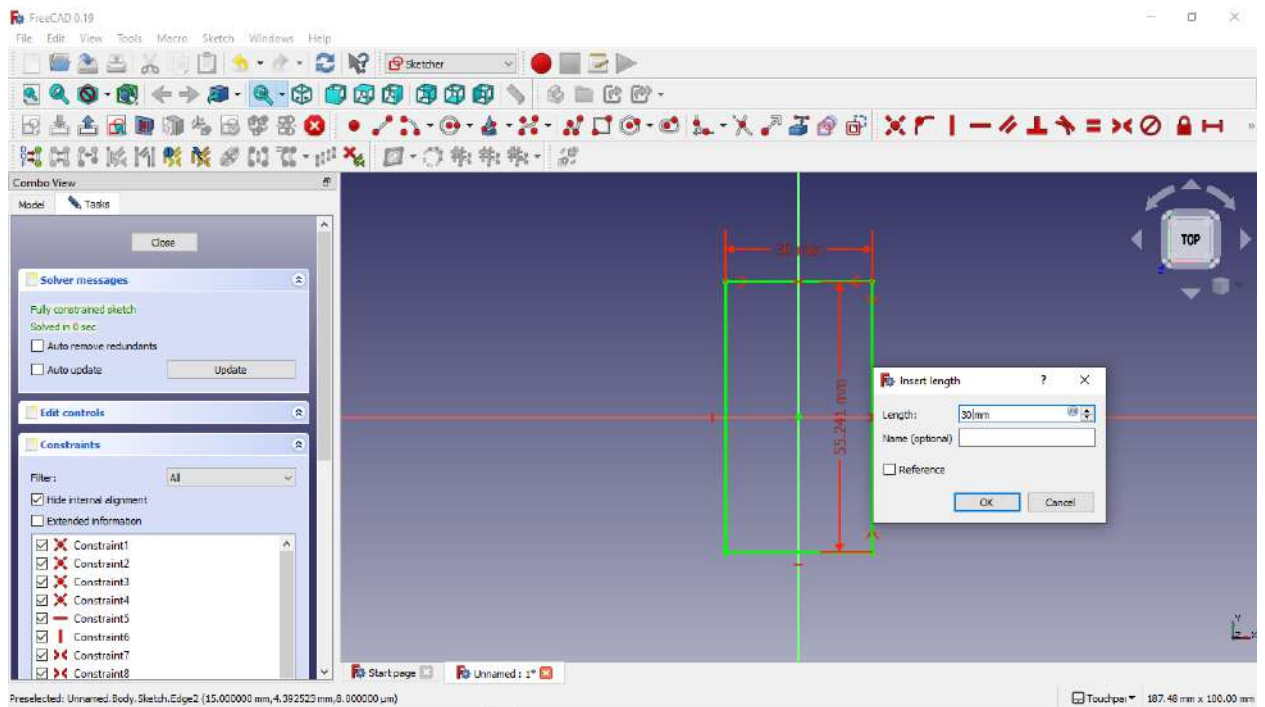 FreeCAD 0.19
File Edit View Tools Macro Sketch Windows Help
Sketcher
Combo View
Model Tasks
Close
Solver messages
Fully constrained sketch
Solved in 0 sec
Auto remove redundants
Auto update Update
Edit controls
Constraints
Filter: All
Hide internal alignment
Extended information
Constraint1
Constraint2
Constraint3
Constraint4
Constraint5
Constraint6
Constraint7
Constraint8
30 mm
55.241 mm
TOP
Insert length ? ×
Length: 30 mm
Name (optional)
Reference
OK Cancel
Y
Z X
Start page Unnamed : 1*
Preselected: Unnamed.Body.Sketch.Edge2 (15.000000 mm, 4.392523 mm, 8.000000 µm)
187.48 mm x 100.00 mm